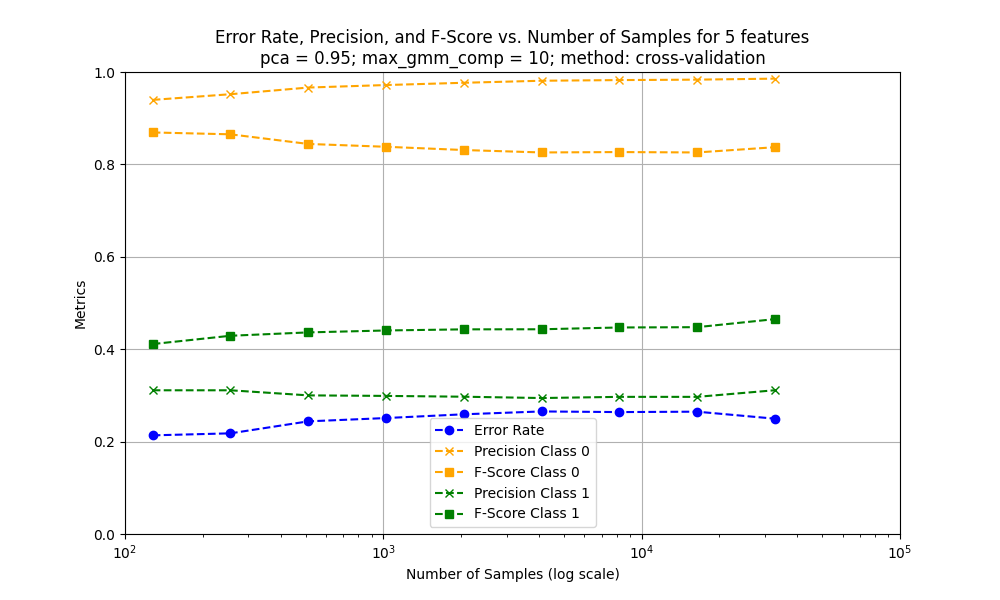 Error Rate, Precision, and F-Score vs. Number of Samples for 5 features
pca = 0.95; max_gmm_comp = 10; method: cross-validation
1.0
0.8
0.6
0.4
0.2
0.0
Metrics
Error Rate
Precision Class 0
F-Score Class 0
Precision Class 1
F-Score Class 1
10² 10³ 10⁴ 10⁵
Number of Samples (log scale)